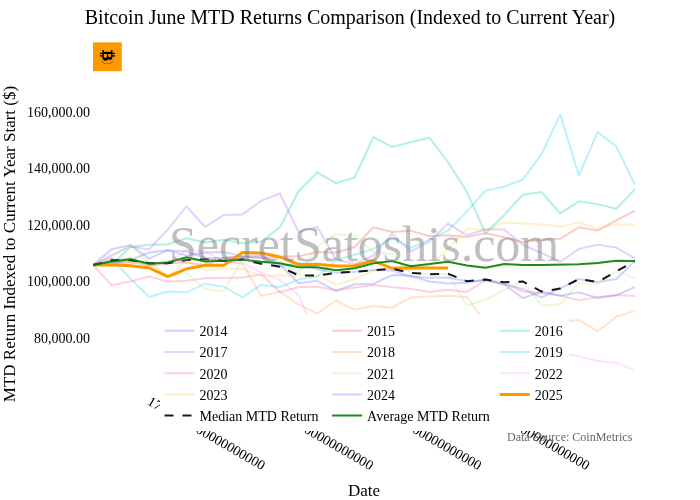 Bitcoin June MTD Returns Comparison (Indexed to Current Year)
MTD Return Indexed to Current Year Start ($)
160,000.00
140,000.00
120,000.00
100,000.00
80,000.00
SecretSatoshis.com
2014 2015 2016
2017 2018 2019
2020 2021 2022
2023 2024 2025
Median MTD Return Average MTD Return
Data Source: CoinMetrics
Date